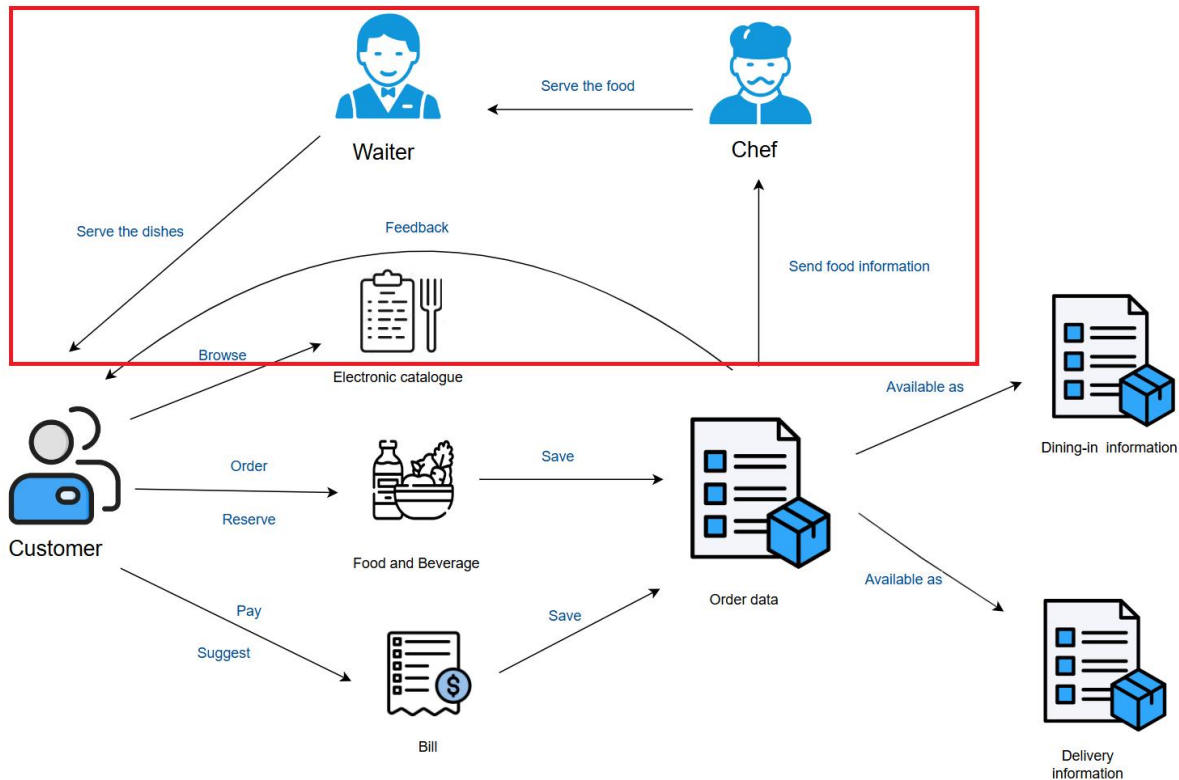 Serve the food
Waiter
Chef
Serve the dishes
Feedback
Send food information
Browse
Electronic catalogue
Available as
Order
Save
Dining-in information
Reserve
Customer
Food and Beverage
Available as
Order data
Pay
Save
Suggest
$
Bill
Delivery
information